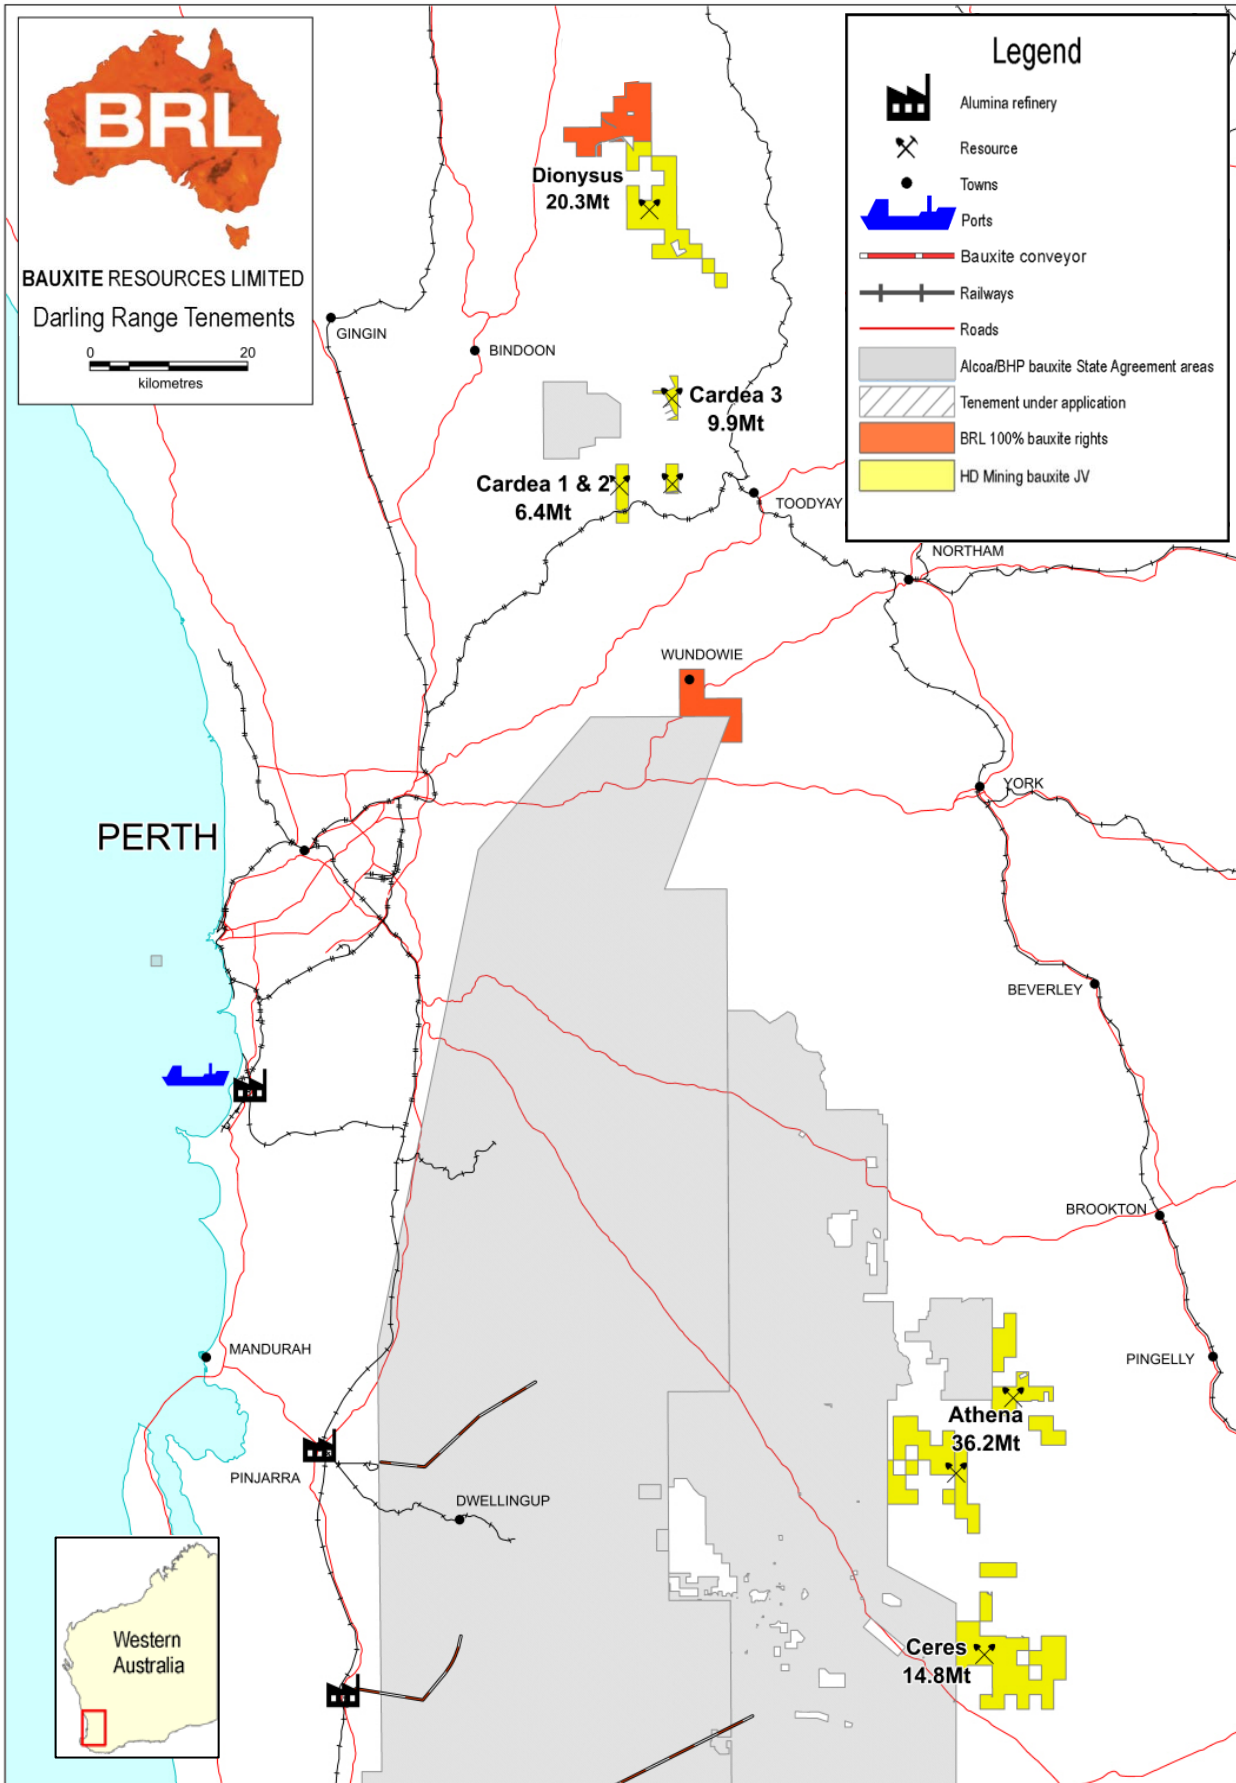 BRL
BAUXITE RESOURCES LIMITED
Darling Range Tenements
0 20
kilometres
Legend
Alumina refinery
Resource
Towns
Ports
Bauxite conveyor
Railways
Roads
Alcoa/BHP bauxite State Agreement areas
Tenement under application
BRL 100% bauxite rights
HD Mining bauxite JV
Dionysus
20.3Mt
GINGIN
BINDOON
Cardea 3
9.9Mt
Cardea 1 & 2
6.4Mt
TOODYAY
NORTHAM
WUNDOWIE
YORK
PERTH
BEVERLEY
BROOKTON
MANDURAH
PINGELLY
Athena
36.2Mt
PINJARRA
DWELLINGUP
Western
Australia
Ceres
14.8Mt